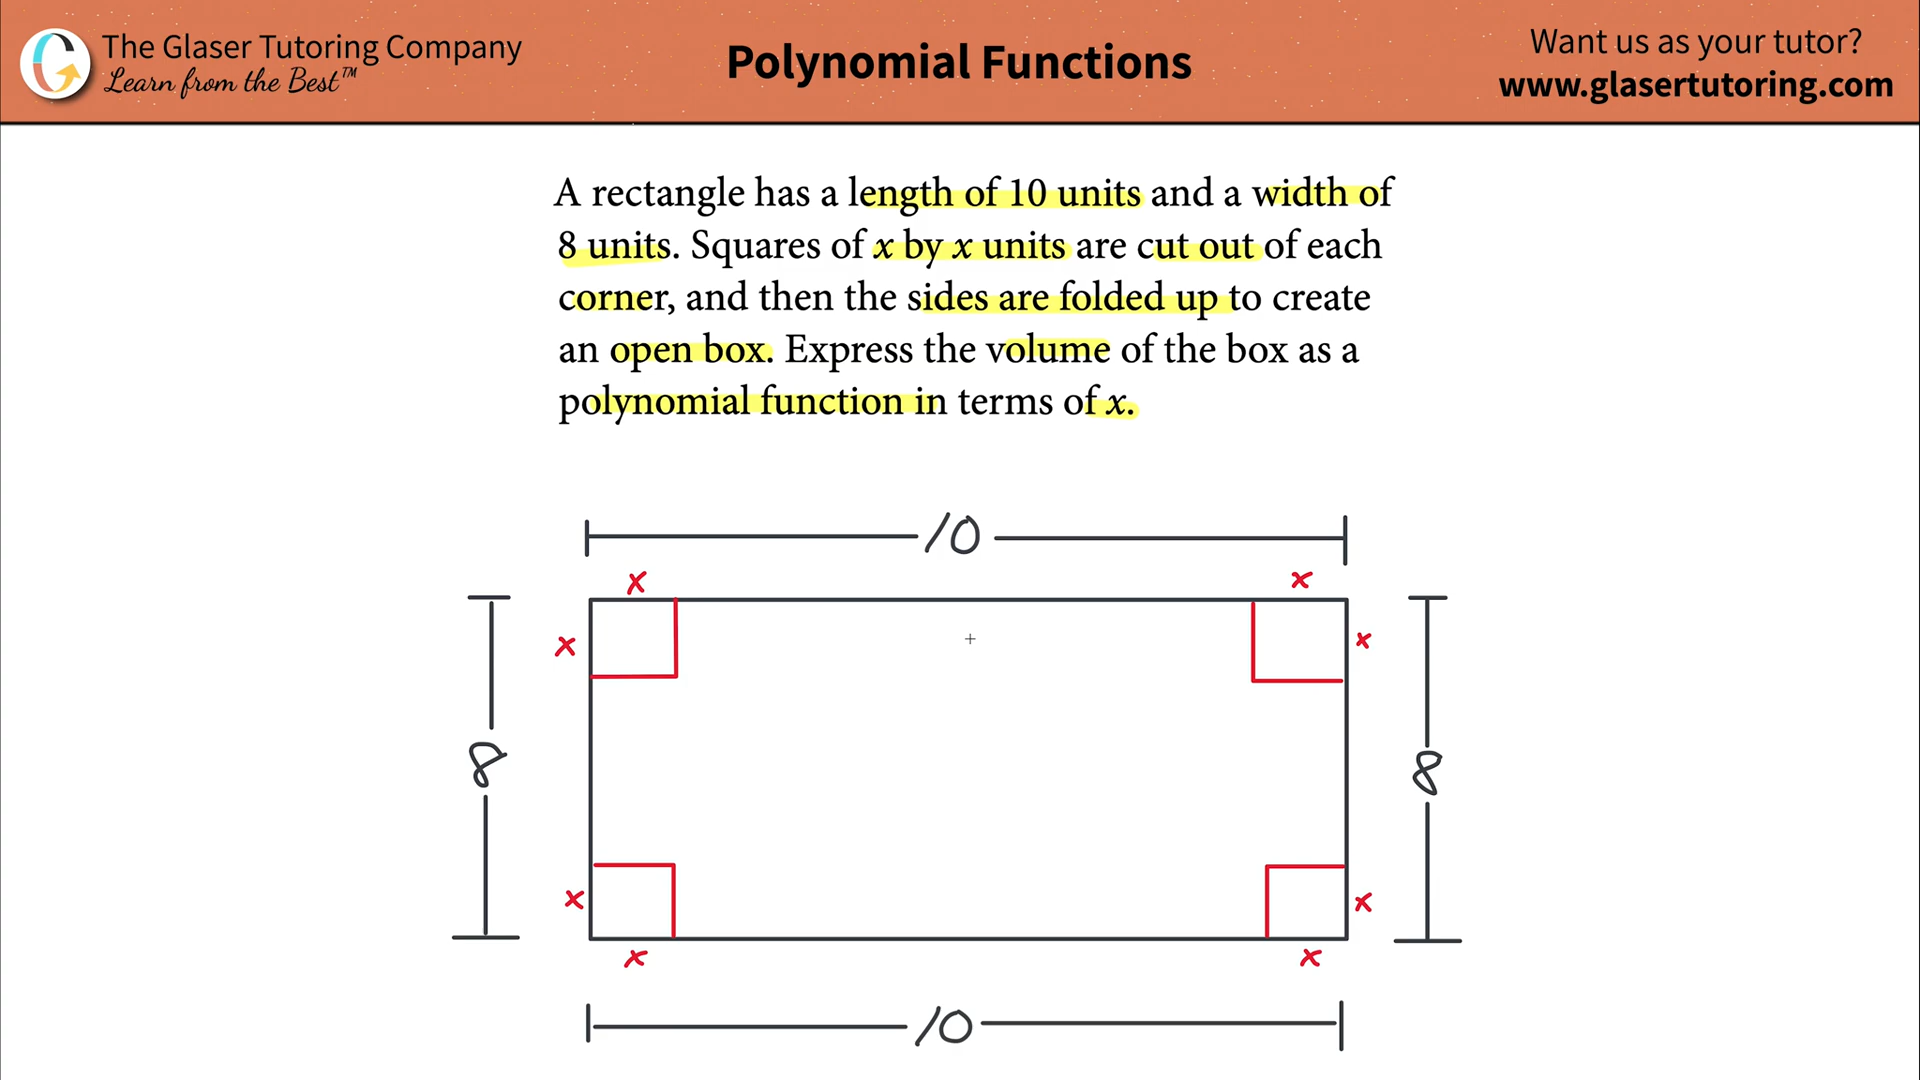 The Glaser Tutoring Company
Learn from the Best™
Polynomial Functions
Want us as your tutor?
www.glasertutoring.com
A rectangle has a length of 10 units and a width of
8 units. Squares of x by x units are cut out of each
corner, and then the sides are folded up to create
an open box. Express the volume of the box as a
polynomial function in terms of x.
10
x x
x x
8 8
x x
x x
10